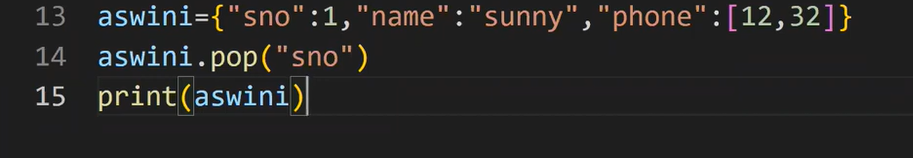 13 aswini={"sno":1,"name":"sunny","phone":[12,32]}
14 aswini.pop("sno")
15 print(aswini)